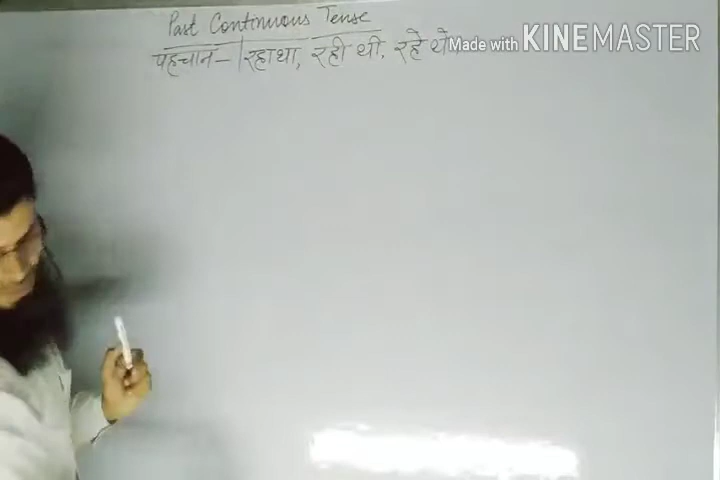 Past Continuous Tense
पहचान - रहा था, रही थी, रहे थे
Made with KINEMASTER